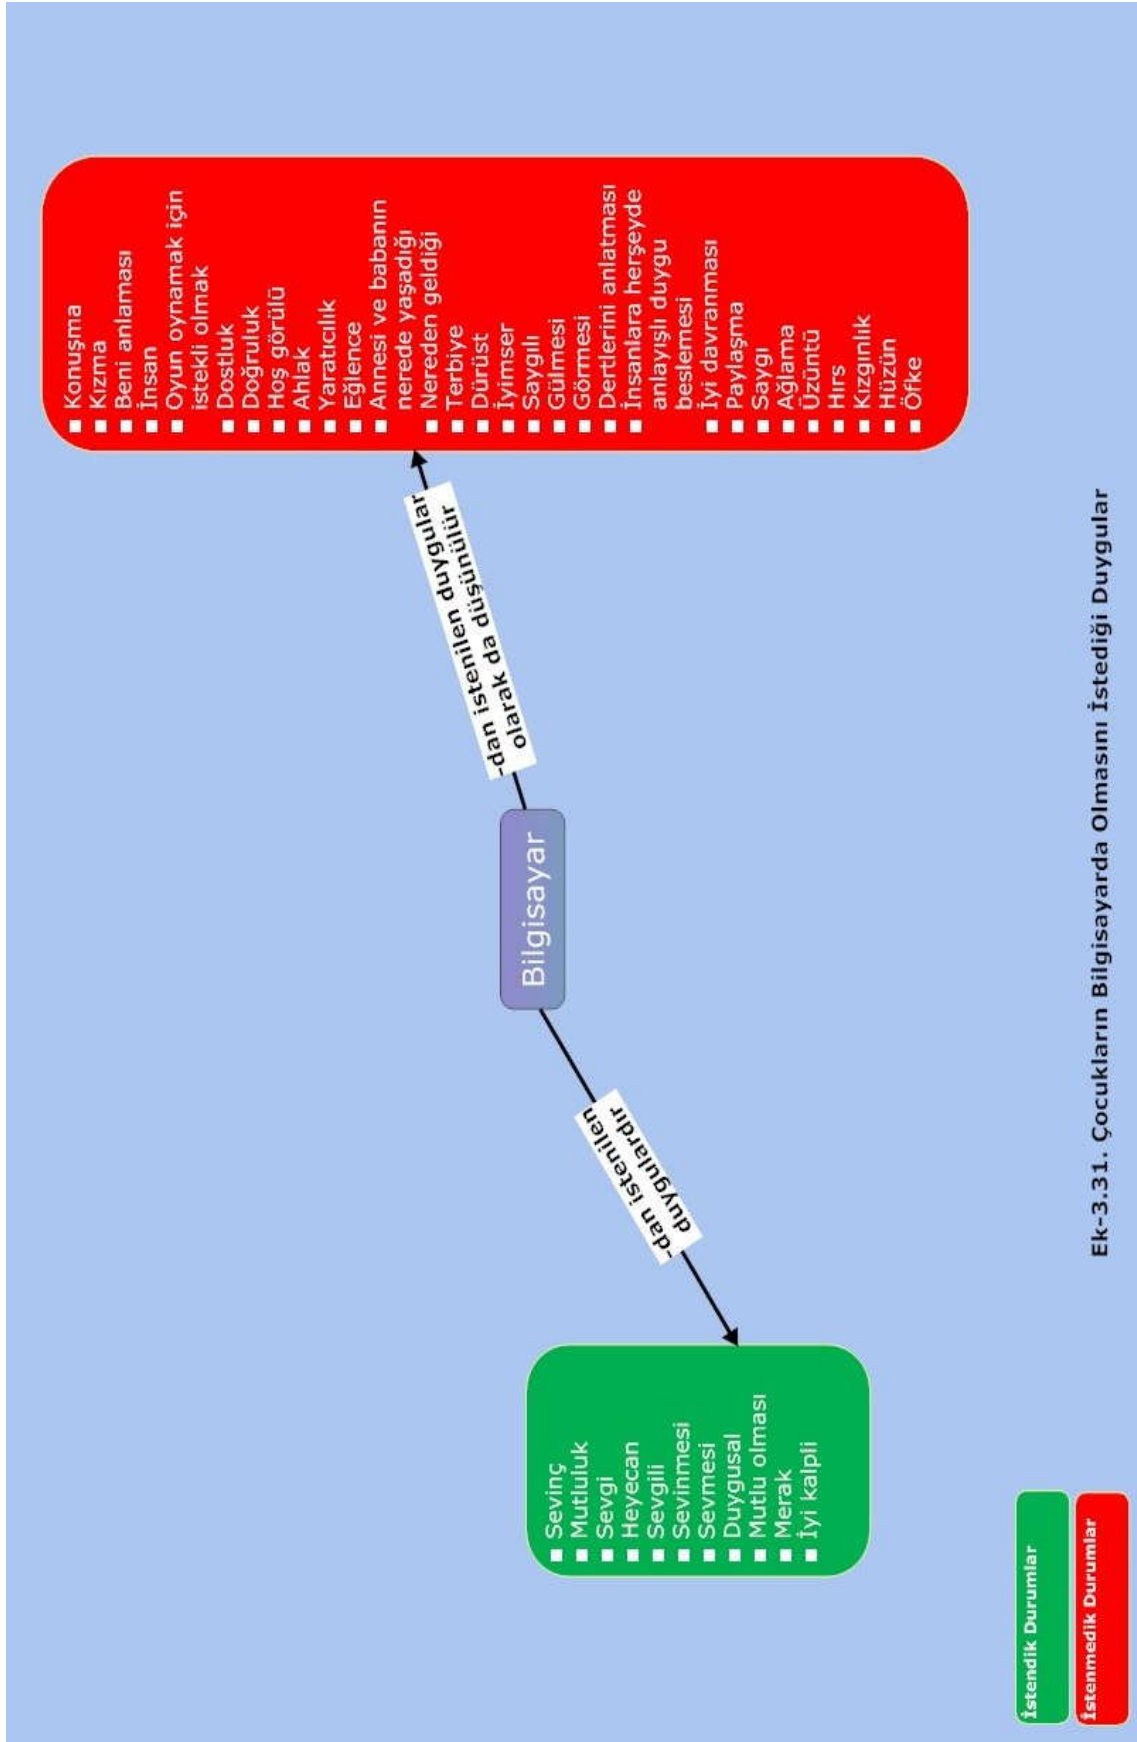 Sevinç
Mutluluk
Sevgi
Heyecan
Sevgili
Sevinmesi
Sevmesi
Duygusal
Mutlu olması
Merak
İyi kalpli
-dan istenilen
duygulardır
Bilgisayar
-dan istenilen duygular
olarak da düşünülür
Konuşma
Kızma
Beni anlaması
İnsan
Oyun oynamak için
istekli olmak
Dostluk
Doğruluk
Hoş görülü
Ahlak
Yaratıcılık
Eğlence
Annesi ve babanın
nerede yaşadığı
Nereden geldiği
Terbiye
Dürüst
İyimser
Saygılı
Gülmesi
Görmesi
Dertlerini anlatması
İnsanlara herşeyde
anlayışlı duygu
beslemesi
İyi davranması
Paylaşma
Saygı
Ağlama
Üzüntü
Hırs
Kızgınlık
Hüzün
Öfke
İstendik Durumlar
İstenmedik Durumlar
Ek-3.31. Çocukların Bilgisayarda Olmasını İstediği Duygular